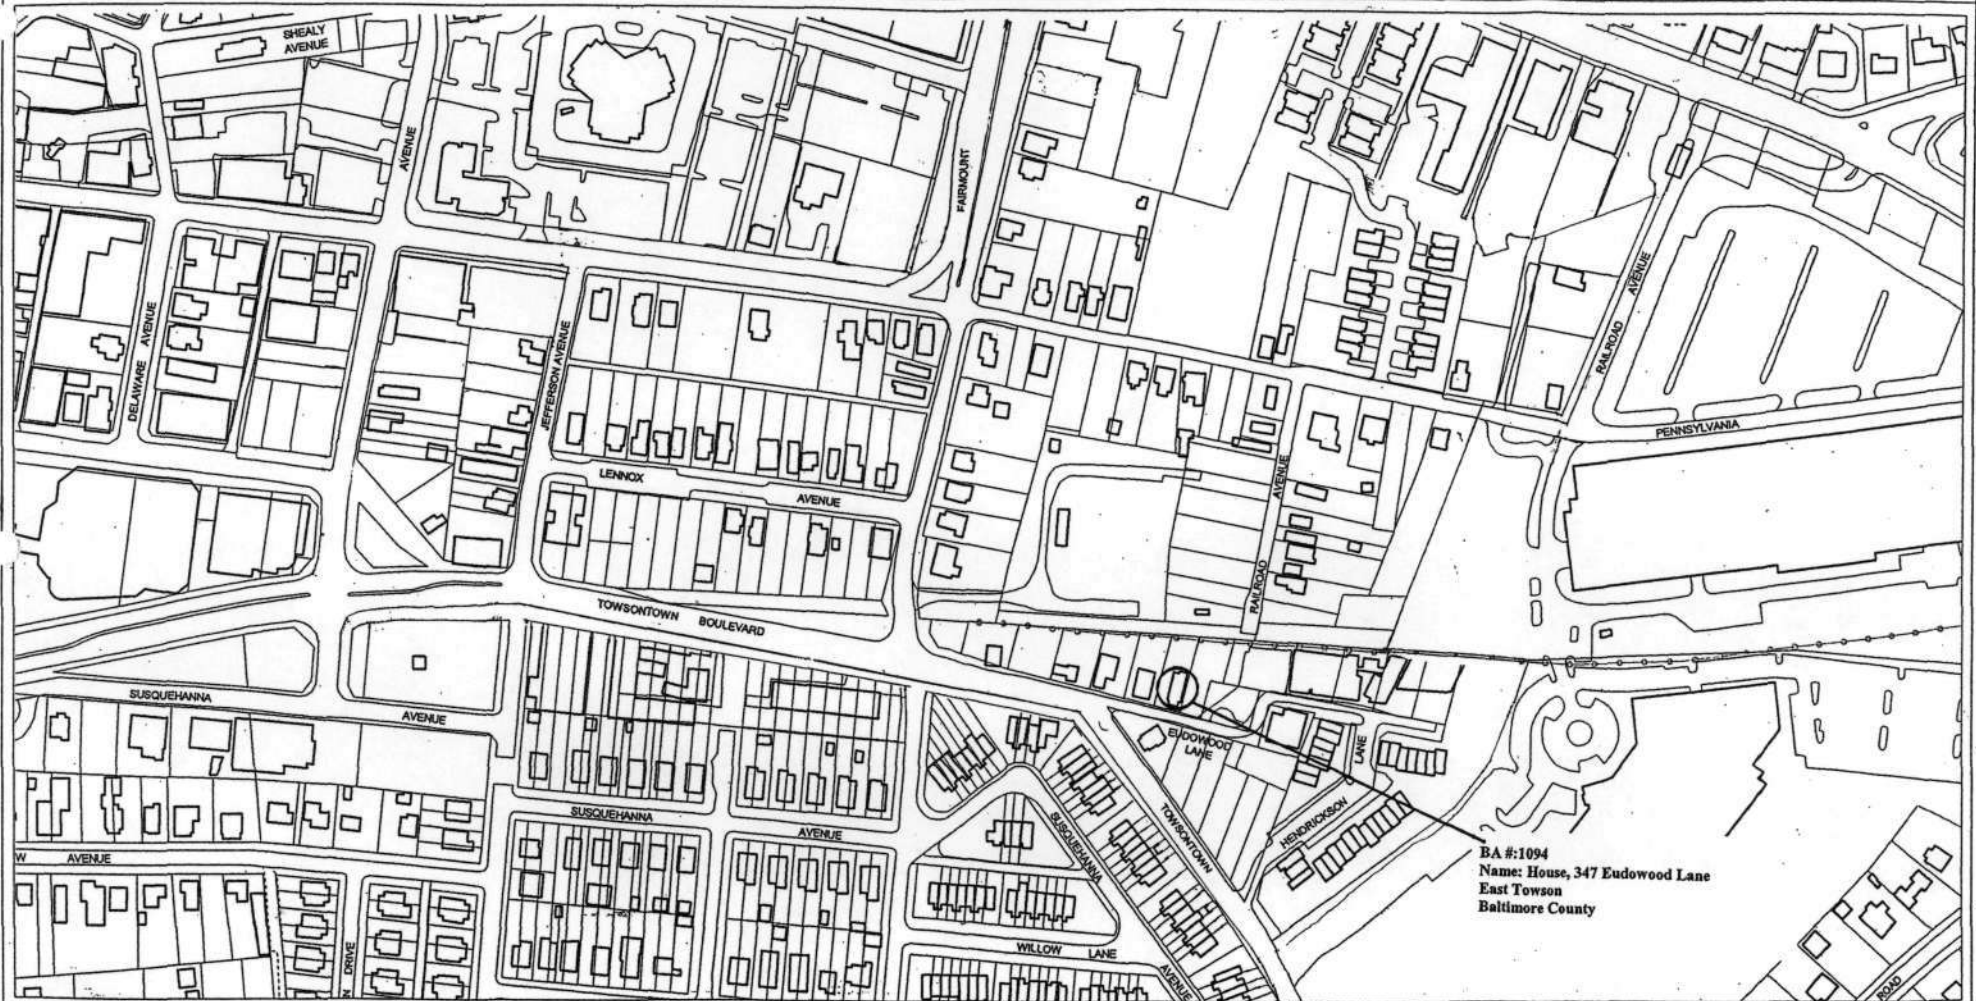 SHEALY
AVENUE
AVENUE
FAIRMOUNT
DELAWARE AVENUE
JEFFERSON AVENUE
RAILROAD AVENUE
PENNSYLVANIA
LENNOX AVENUE
RAILROAD AVENUE
TOWSONTOWN BOULEVARD
SUSQUEHANNA AVENUE
EUDOWOOD
LANE
LANE
HENDRICKSON
TOWSONTOWN
SUSQUEHANNA AVENUE
SUSQUEHANNA
AVENUE
W AVENUE
WILLOW LANE
N DRIVE
ROAD
BA #:1094
Name: House, 347 Eudowood Lane
East Towson
Baltimore County